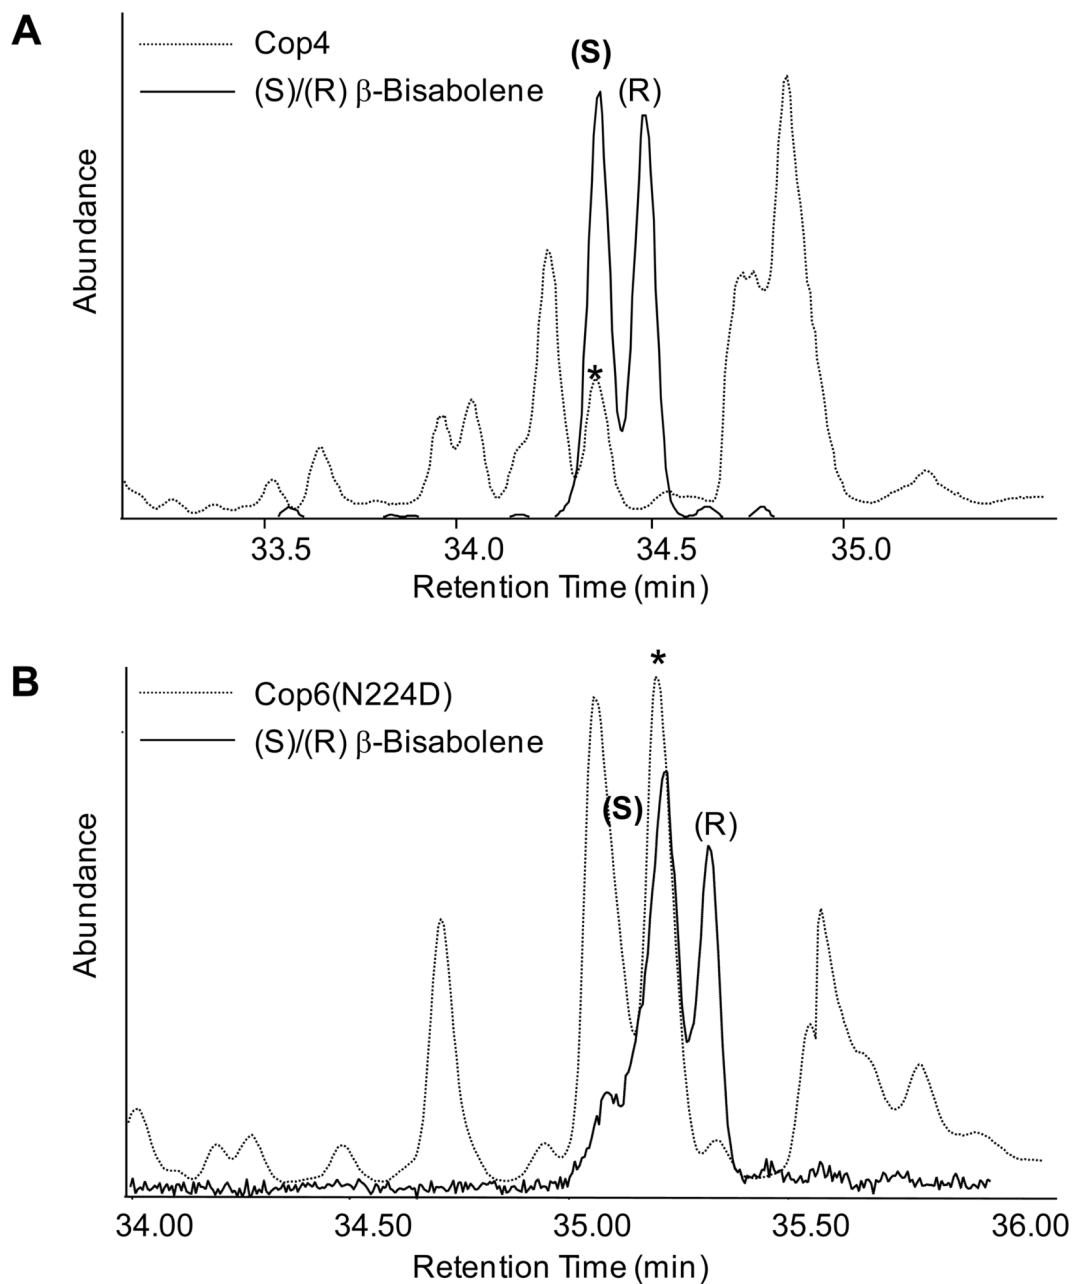 A
Cop4
(S)/(R) β-Bisabolene
(S)
(R)
*
Abundance
33.5 34.0 34.5 35.0
Retention Time (min)
B
Cop6(N224D)
(S)/(R) β-Bisabolene
*
(S)
(R)
Abundance
34.00 34.50 35.00 35.50 36.00
Retention Time (min)